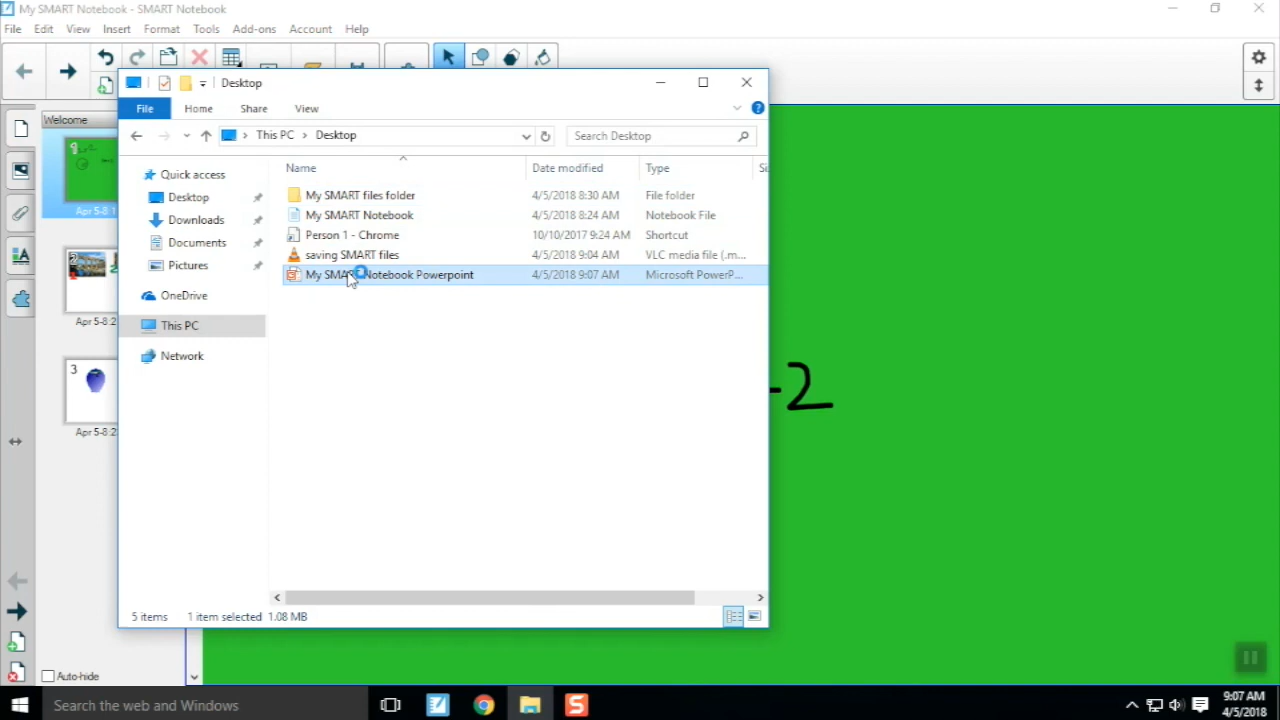 My SMART Notebook - SMART Notebook
File Edit View Insert Format Tools Add-ons Account Help
Desktop
File Home Share View
This PC > Desktop
Search Desktop
Welcome
Name Date modified Type
Quick access
Desktop
Downloads
Documents
Pictures
OneDrive
This PC
Network
My SMART files folder 4/5/2018 8:30 AM File folder
My SMART Notebook 4/5/2018 8:24 AM Notebook File
Person 1 - Chrome 10/10/2017 9:24 AM Shortcut
saving SMART files 4/5/2018 9:04 AM VLC media file (.m...
My SMART Notebook Powerpoint 4/5/2018 9:07 AM Microsoft PowerP...
1
2
3
-2
5 items 1 item selected 1.08 MB
Auto-hide
Search the web and Windows
9:07 AM
4/5/2018